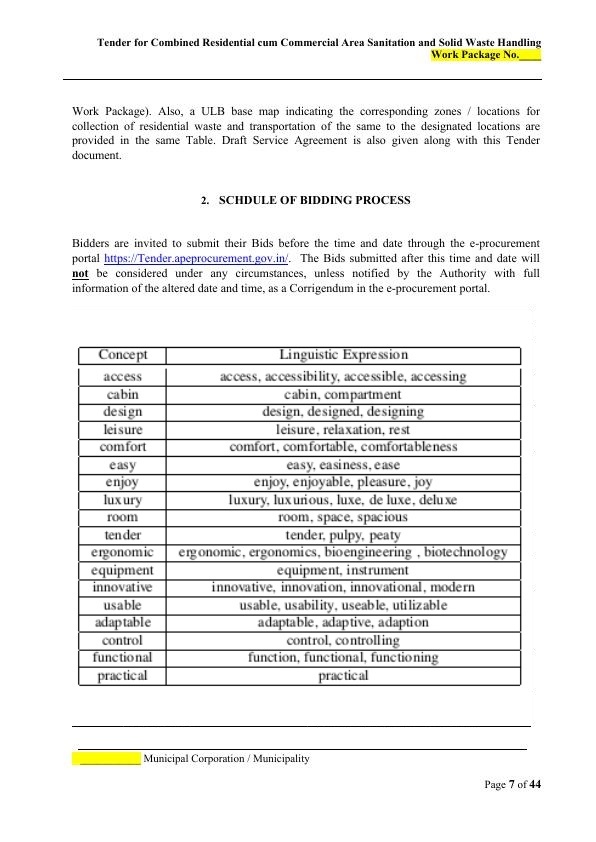 Tender for Combined Residential cum Commercial Area Sanitation and Solid Waste Handling
Work Package No.____
Work Package). Also, a ULB base map indicating the corresponding zones / locations for
collection of residential waste and transportation of the same to the designated locations are
provided in the same Table. Draft Service Agreement is also given along with this Tender
document.
2. SCHDULE OF BIDDING PROCESS
Bidders are invited to submit their Bids before the time and date through the e-procurement
portal https://Tender.apeprocurement.gov.in/. The Bids submitted after this time and date will
not be considered under any circumstances, unless notified by the Authority with full
information of the altered date and time, as a Corrigendum in the e-procurement portal.
Concept Linguistic Expression
access access, accessibility, accessible, accessing
cabin cabin, compartment
design design, designed, designing
leisure leisure, relaxation, rest
comfort comfort, comfortable, comfortableness
easy easy, easiness, ease
enjoy enjoy, enjoyable, pleasure, joy
luxury luxury, luxurious, luxe, de luxe, deluxe
room room, space, spacious
tender tender, pulpy, peaty
ergonomic ergonomic, ergonomics, bioengineering , biotechnology
equipment equipment, instrument
innovative innovative, innovation, innovational, modern
usable usable, usability, useable, utilizable
adaptable adaptable, adaptive, adaption
control control, controlling
functional function, functional, functioning
practical practical
____________ Municipal Corporation / Municipality
Page 7 of 44